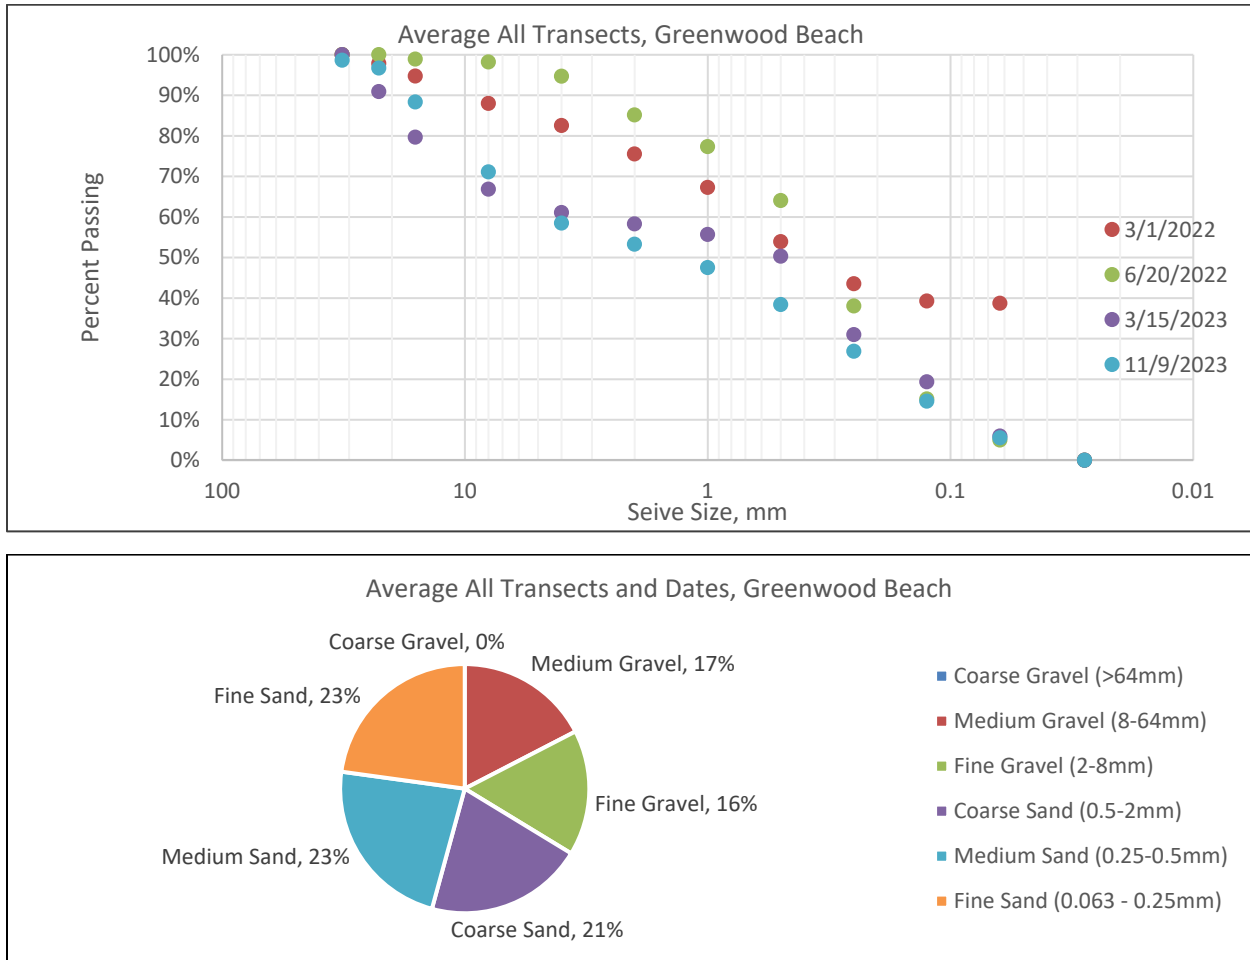 Average All Transects, Greenwood Beach
100%
90%
80%
70%
60%
50%
40%
30%
20%
10%
0%
Percent Passing
100
10
1
0.1
0.01
Seive Size, mm
3/1/2022
6/20/2022
3/15/2023
11/9/2023
Average All Transects and Dates, Greenwood Beach
Coarse Gravel, 0%
Medium Gravel, 17%
Fine Sand, 23%
Fine Gravel, 16%
Medium Sand, 23%
Coarse Sand, 21%
Coarse Gravel (>64mm)
Medium Gravel (8-64mm)
Fine Gravel (2-8mm)
Coarse Sand (0.5-2mm)
Medium Sand (0.25-0.5mm)
Fine Sand (0.063 - 0.25mm)